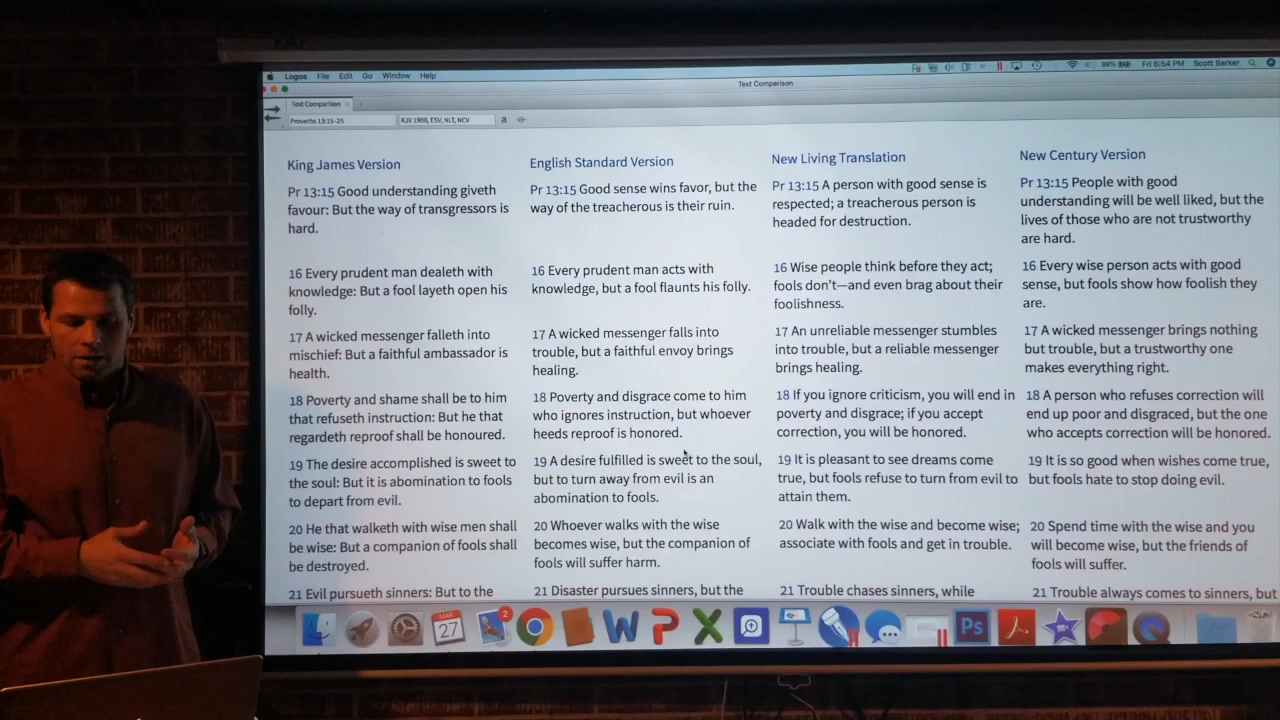 Logos File Edit Go Window Help
99% Fri 6:54 PM Scott Barker
Text Comparison
Text Comparison
Proverbs 13:15–25
KJV 1900, ESV, NLT, NCV
a
King James Version
Pr 13:15 Good understanding giveth
favour: But the way of transgressors is
hard.
16 Every prudent man dealeth with
knowledge: But a fool layeth open his
folly.
17 A wicked messenger falleth into
mischief: But a faithful ambassador is
health.
18 Poverty and shame shall be to him
that refuseth instruction: But he that
regardeth reproof shall be honoured.
19 The desire accomplished is sweet to
the soul: But it is abomination to fools
to depart from evil.
20 He that walketh with wise men shall
be wise: But a companion of fools shall
be destroyed.
21 Evil pursueth sinners: But to the
English Standard Version
Pr 13:15 Good sense wins favor, but the
way of the treacherous is their ruin.
16 Every prudent man acts with
knowledge, but a fool flaunts his folly.
17 A wicked messenger falls into
trouble, but a faithful envoy brings
healing.
18 Poverty and disgrace come to him
who ignores instruction, but whoever
heeds reproof is honored.
19 A desire fulfilled is sweet to the soul,
but to turn away from evil is an
abomination to fools.
20 Whoever walks with the wise
becomes wise, but the companion of
fools will suffer harm.
21 Disaster pursues sinners, but the
New Living Translation
Pr 13:15 A person with good sense is
respected; a treacherous person is
headed for destruction.
16 Wise people think before they act;
fools don’t—and even brag about their
foolishness.
17 An unreliable messenger stumbles
into trouble, but a reliable messenger
brings healing.
18 If you ignore criticism, you will end in
poverty and disgrace; if you accept
correction, you will be honored.
19 It is pleasant to see dreams come
true, but fools refuse to turn from evil to
attain them.
20 Walk with the wise and become wise;
associate with fools and get in trouble.
21 Trouble chases sinners, while
New Century Version
Pr 13:15 People with good
understanding will be well liked, but the
lives of those who are not trustworthy
are hard.
16 Every wise person acts with good
sense, but fools show how foolish they
are.
17 A wicked messenger brings nothing
but trouble, but a trustworthy one
makes everything right.
18 A person who refuses correction will
end up poor and disgraced, but the one
who accepts correction will be honored.
19 It is so good when wishes come true,
but fools hate to stop doing evil.
20 Spend time with the wise and you
will become wise, but the friends of
fools will suffer.
21 Trouble always comes to sinners, but
MAR
27
2
W
P
X
Ps